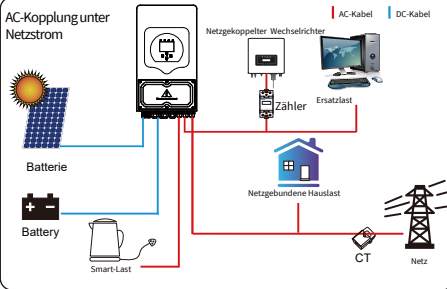 AC-Kopplung unter
Netzstrom
AC-Kabel
DC-Kabel
Netzgekoppelter Wechselrichter
Zähler
Ersatzlast
Batterie
Netzgebundene Hauslast
Battery
Smart-Last
CT
Netz